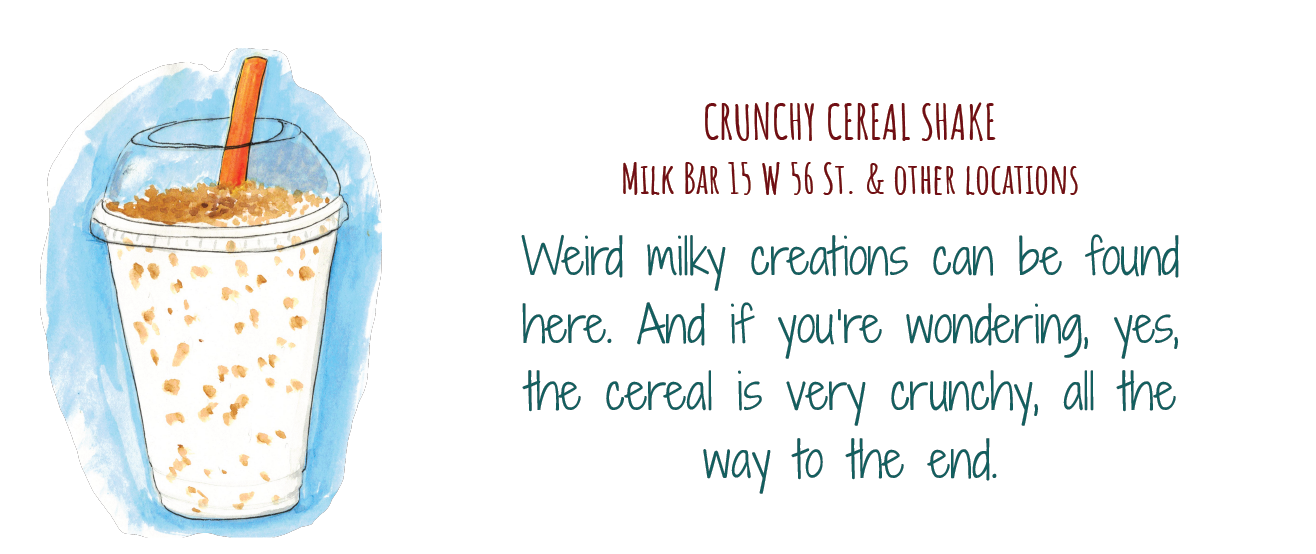 CRUNCHY CEREAL SHAKE
MILK BAR 15 W 56 ST. & OTHER LOCATIONS
Weird milky creations can be found
here. And if you're wondering, yes,
the cereal is very crunchy, all the
way to the end.